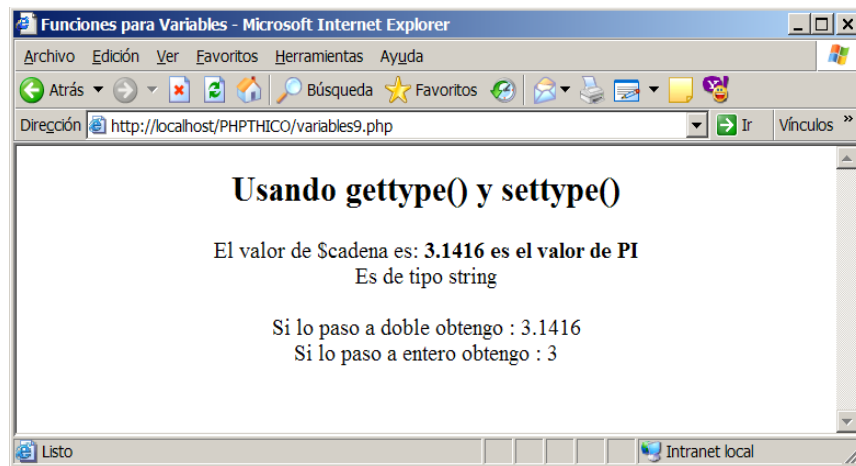 Funciones para Variables - Microsoft Internet Explorer
Archivo Edición Ver Favoritos Herramientas Ayuda
Atrás Búsqueda Favoritos
Dirección http://localhost/PHPTHICO/variables9.php Ir Vínculos »
Usando gettype() y settype()
El valor de $cadena es: 3.1416 es el valor de PI
Es de tipo string
Si lo paso a doble obtengo : 3.1416
Si lo paso a entero obtengo : 3
Listo Intranet local